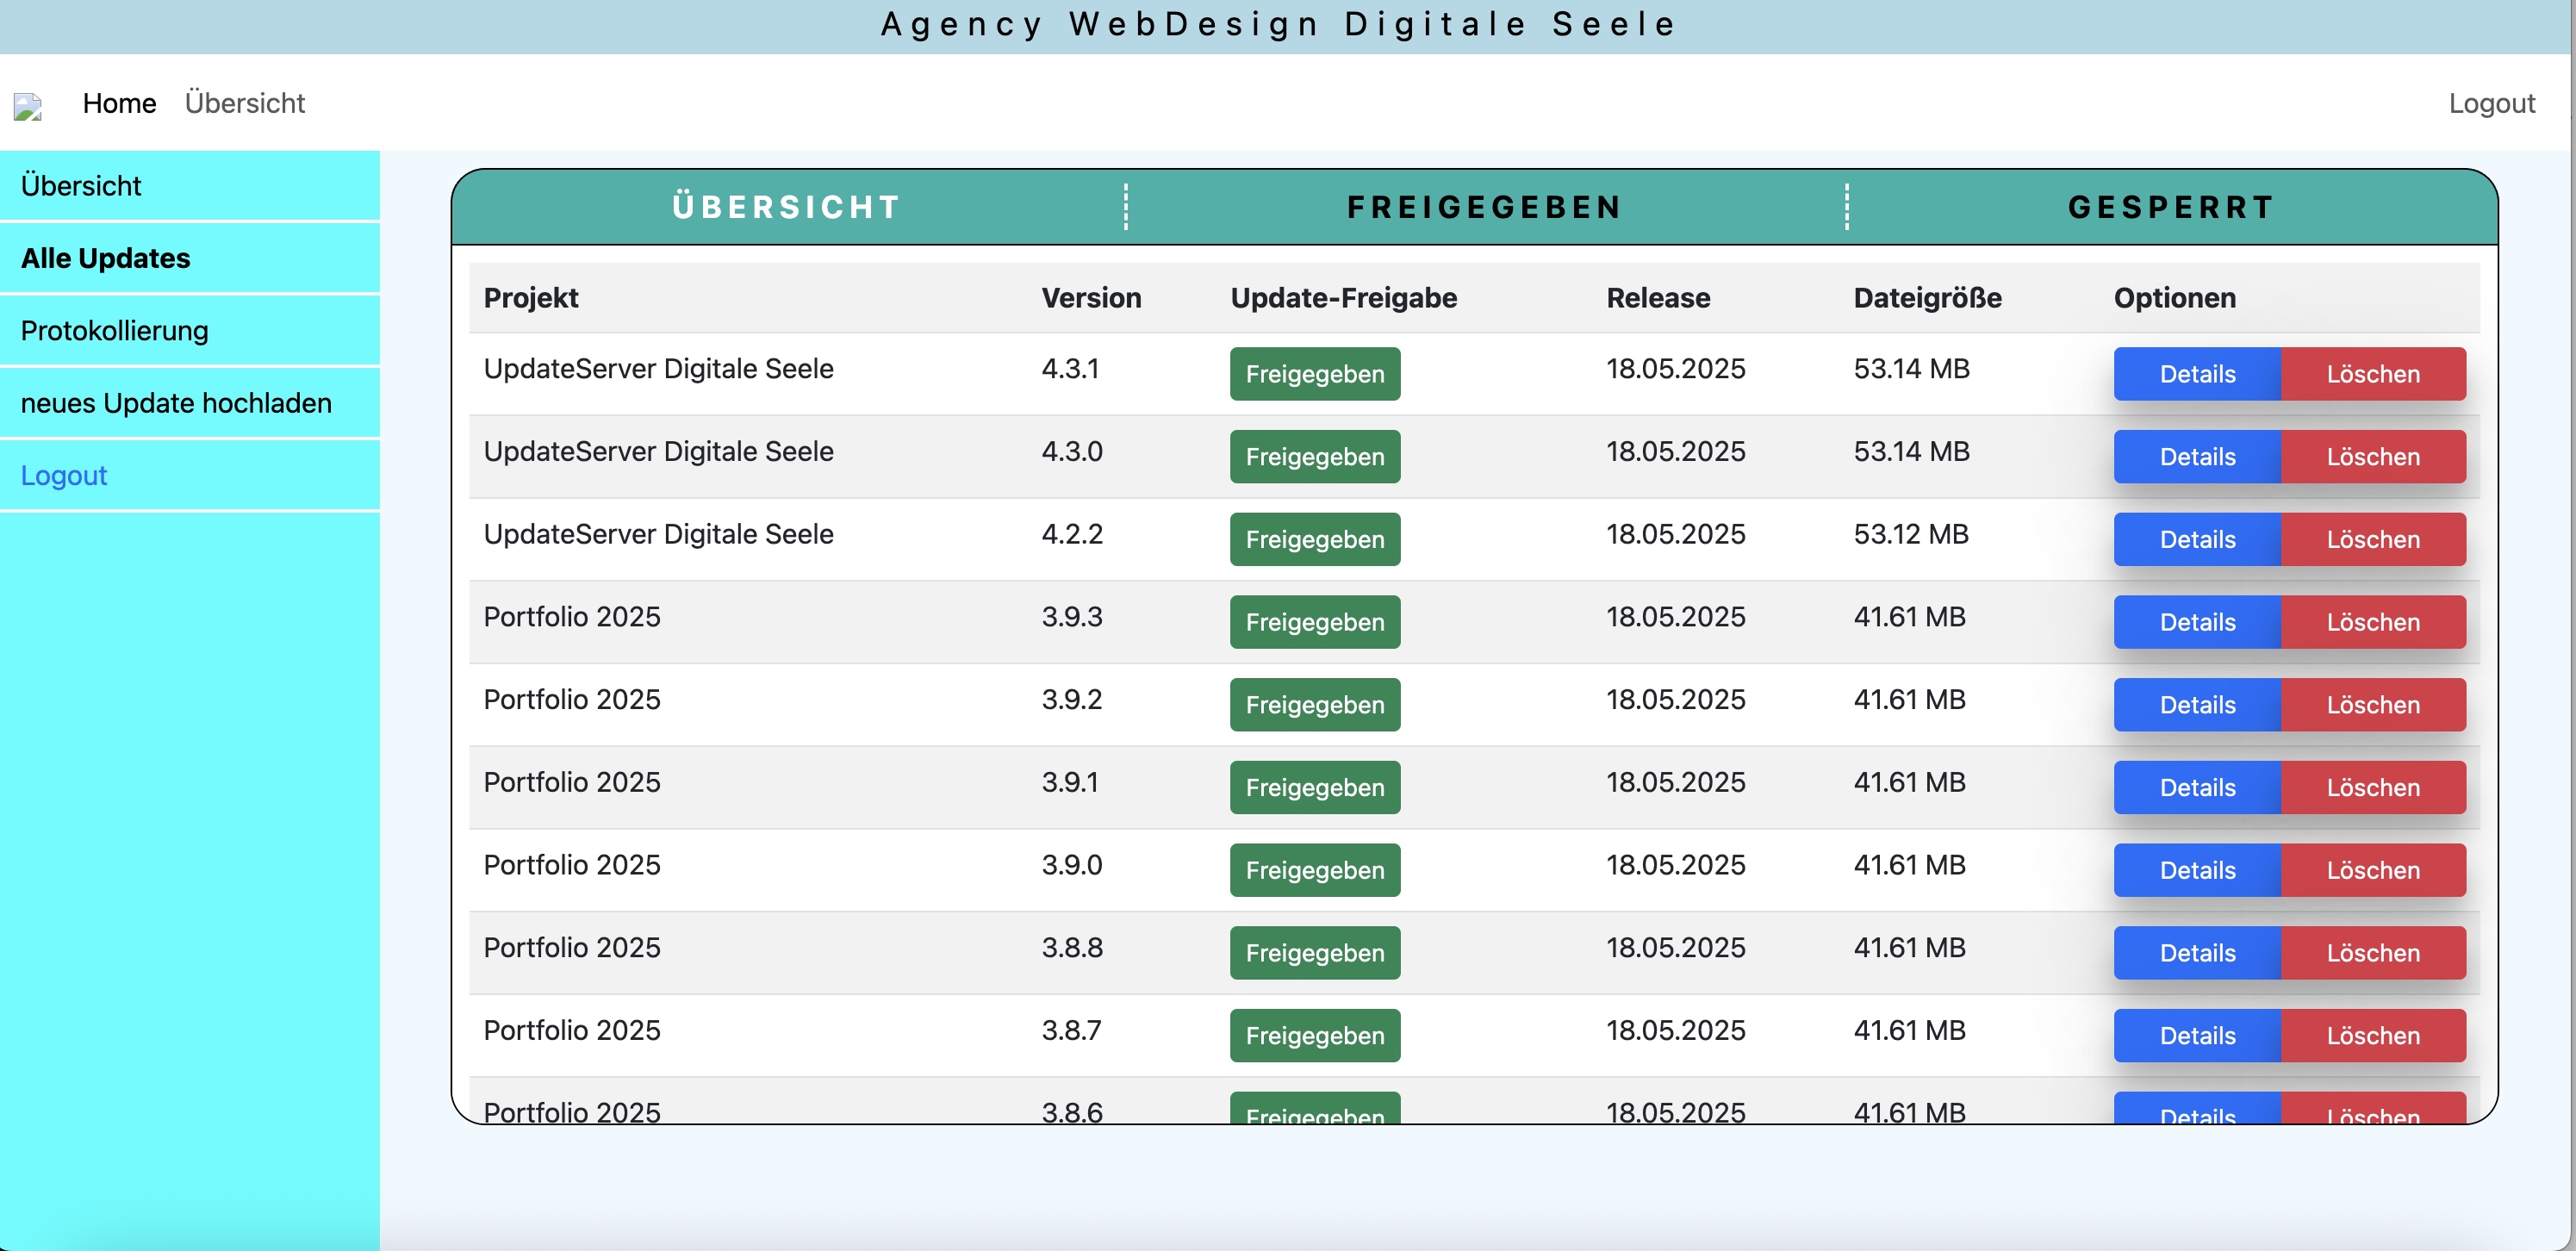 Agency WebDesign Digitale Seele
Home Übersicht Logout
Übersicht
Alle Updates
Protokollierung
neues Update hochladen
Logout
ÜBERSICHT FREIGEGEBEN GESPERRT
Projekt Version Update-Freigabe Release Dateigröße Optionen
UpdateServer Digitale Seele 4.3.1 Freigegeben 18.05.2025 53.14 MB Details Löschen
UpdateServer Digitale Seele 4.3.0 Freigegeben 18.05.2025 53.14 MB Details Löschen
UpdateServer Digitale Seele 4.2.2 Freigegeben 18.05.2025 53.12 MB Details Löschen
Portfolio 2025 3.9.3 Freigegeben 18.05.2025 41.61 MB Details Löschen
Portfolio 2025 3.9.2 Freigegeben 18.05.2025 41.61 MB Details Löschen
Portfolio 2025 3.9.1 Freigegeben 18.05.2025 41.61 MB Details Löschen
Portfolio 2025 3.9.0 Freigegeben 18.05.2025 41.61 MB Details Löschen
Portfolio 2025 3.8.8 Freigegeben 18.05.2025 41.61 MB Details Löschen
Portfolio 2025 3.8.7 Freigegeben 18.05.2025 41.61 MB Details Löschen
Portfolio 2025 3.8.6 Freigegeben 18.05.2025 41.61 MB Details Löschen